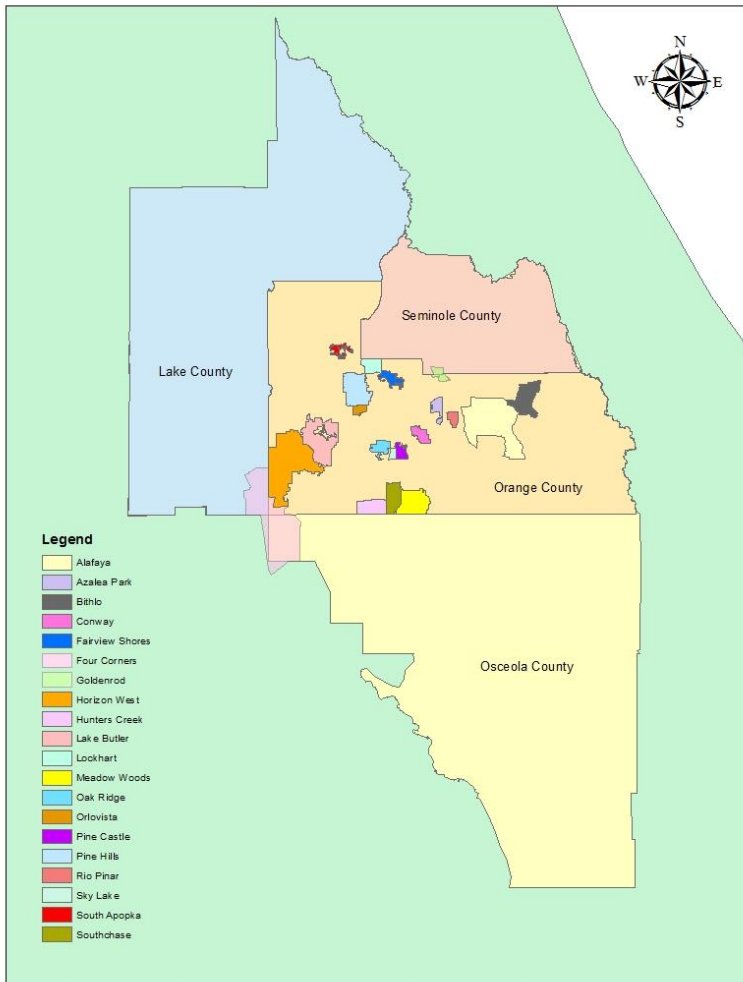 N
W E
S
Seminole County
Lake County
Orange County
Osceola County
Legend
Alafaya
Azalea Park
Bithlo
Conway
Fairview Shores
Four Corners
Goldenrod
Horizon West
Hunters Creek
Lake Butler
Lockhart
Meadow Woods
Oak Ridge
Orlovista
Pine Castle
Pine Hills
Rio Pinar
Sky Lake
South Apopka
Southchase